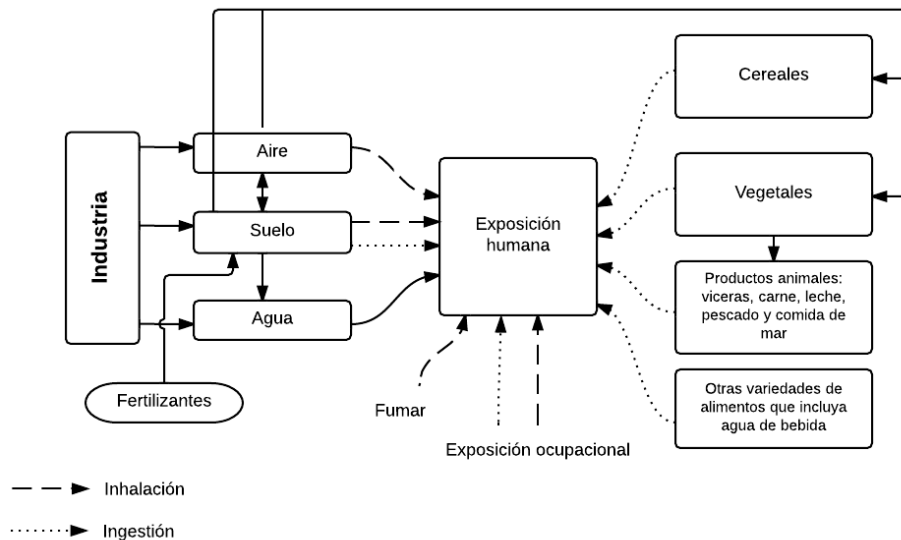 Industria
Aire
Suelo
Agua
Fertilizantes
Exposición
humana
Fumar
Exposición ocupacional
Cereales
Vegetales
Productos animales:
viceras, carne, leche,
pescado y comida de
mar
Otras variedades de
alimentos que incluya
agua de bebida
Inhalación
Ingestión